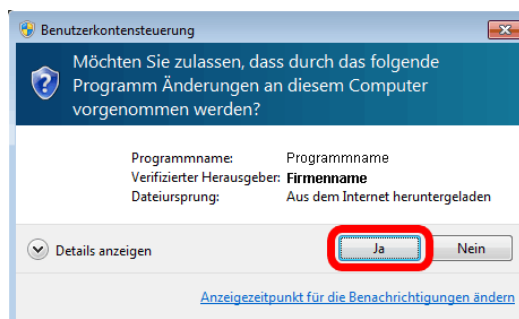 Benutzerkontensteuerung
Möchten Sie zulassen, dass durch das folgende
Programm Änderungen an diesem Computer
vorgenommen werden?
Programmname: Programmname
Verifizierter Herausgeber: Firmenname
Dateiursprung: Aus dem Internet heruntergeladen
Details anzeigen Ja Nein
Anzeigezeitpunkt für die Benachrichtigungen ändern